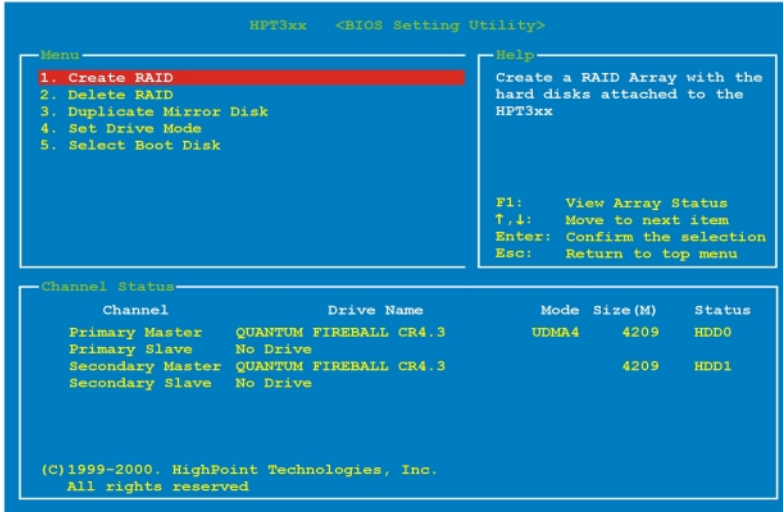 HPT3xx <BIOS Setting Utility>
Menu
1. Create RAID
2. Delete RAID
3. Duplicate Mirror Disk
4. Set Drive Mode
5. Select Boot Disk
Help
Create a RAID Array with the
hard disks attached to the
HPT3xx
F1: View Array Status
↑,↓: Move to next item
Enter: Confirm the selection
Esc: Return to top menu
Channel Status
Channel Drive Name Mode Size(M) Status
Primary Master QUANTUM FIREBALL CR4.3 UDMA4 4209 HDD0
Primary Slave No Drive
Secondary Master QUANTUM FIREBALL CR4.3 4209 HDD1
Secondary Slave No Drive
(C)1999-2000. HighPoint Technologies, Inc.
All rights reserved